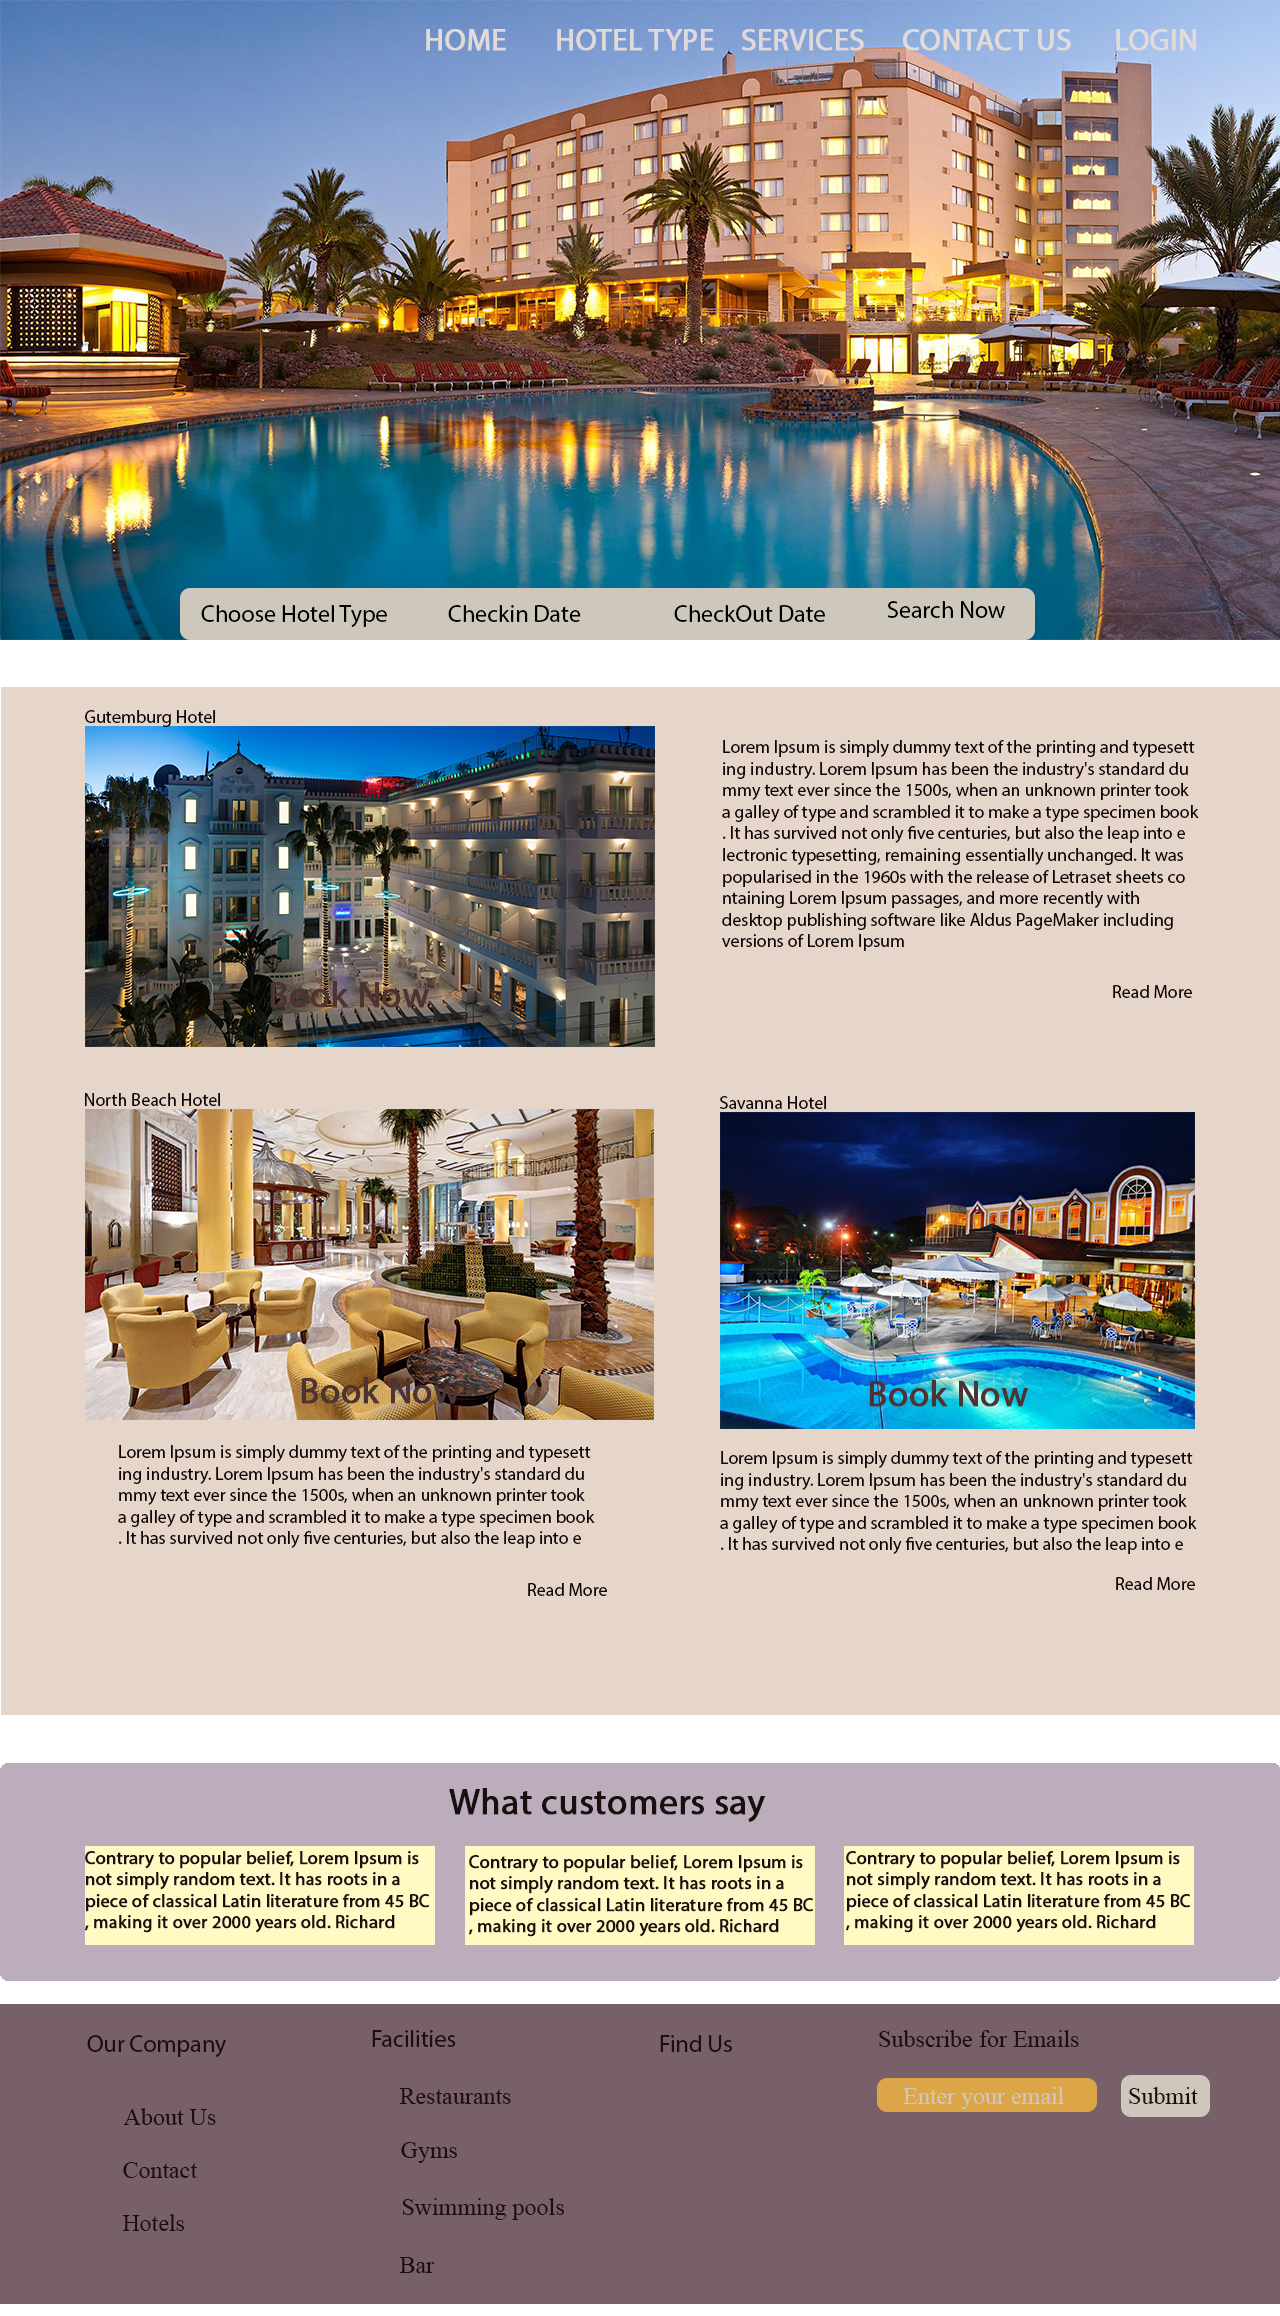 HOME HOTEL TYPE SERVICES CONTACT US LOGIN
Choose Hotel Type Checkin Date CheckOut Date Search Now
Gutemburg Hotel
Book Now
Lorem Ipsum is simply dummy text of the printing and typesett
ing industry. Lorem Ipsum has been the industry's standard du
mmy text ever since the 1500s, when an unknown printer took
a galley of type and scrambled it to make a type specimen book
. It has survived not only five centuries, but also the leap into e
lectronic typesetting, remaining essentially unchanged. It was
popularised in the 1960s with the release of Letraset sheets co
ntaining Lorem Ipsum passages, and more recently with
desktop publishing software like Aldus PageMaker including
versions of Lorem Ipsum
Read More
North Beach Hotel
Book Now
Lorem Ipsum is simply dummy text of the printing and typesett
ing industry. Lorem Ipsum has been the industry's standard du
mmy text ever since the 1500s, when an unknown printer took
a galley of type and scrambled it to make a type specimen book
. It has survived not only five centuries, but also the leap into e
Read More
Savanna Hotel
Book Now
Lorem Ipsum is simply dummy text of the printing and typesett
ing industry. Lorem Ipsum has been the industry's standard du
mmy text ever since the 1500s, when an unknown printer took
a galley of type and scrambled it to make a type specimen book
. It has survived not only five centuries, but also the leap into e
Read More
What customers say
Contrary to popular belief, Lorem Ipsum is
not simply random text. It has roots in a
piece of classical Latin literature from 45 BC
, making it over 2000 years old. Richard
Contrary to popular belief, Lorem Ipsum is
not simply random text. It has roots in a
piece of classical Latin literature from 45 BC
, making it over 2000 years old. Richard
Contrary to popular belief, Lorem Ipsum is
not simply random text. It has roots in a
piece of classical Latin literature from 45 BC
, making it over 2000 years old. Richard
Our Company
About Us
Contact
Hotels
Facilities
Restaurants
Gyms
Swimming pools
Bar
Find Us
Subscribe for Emails
Enter your email
Submit